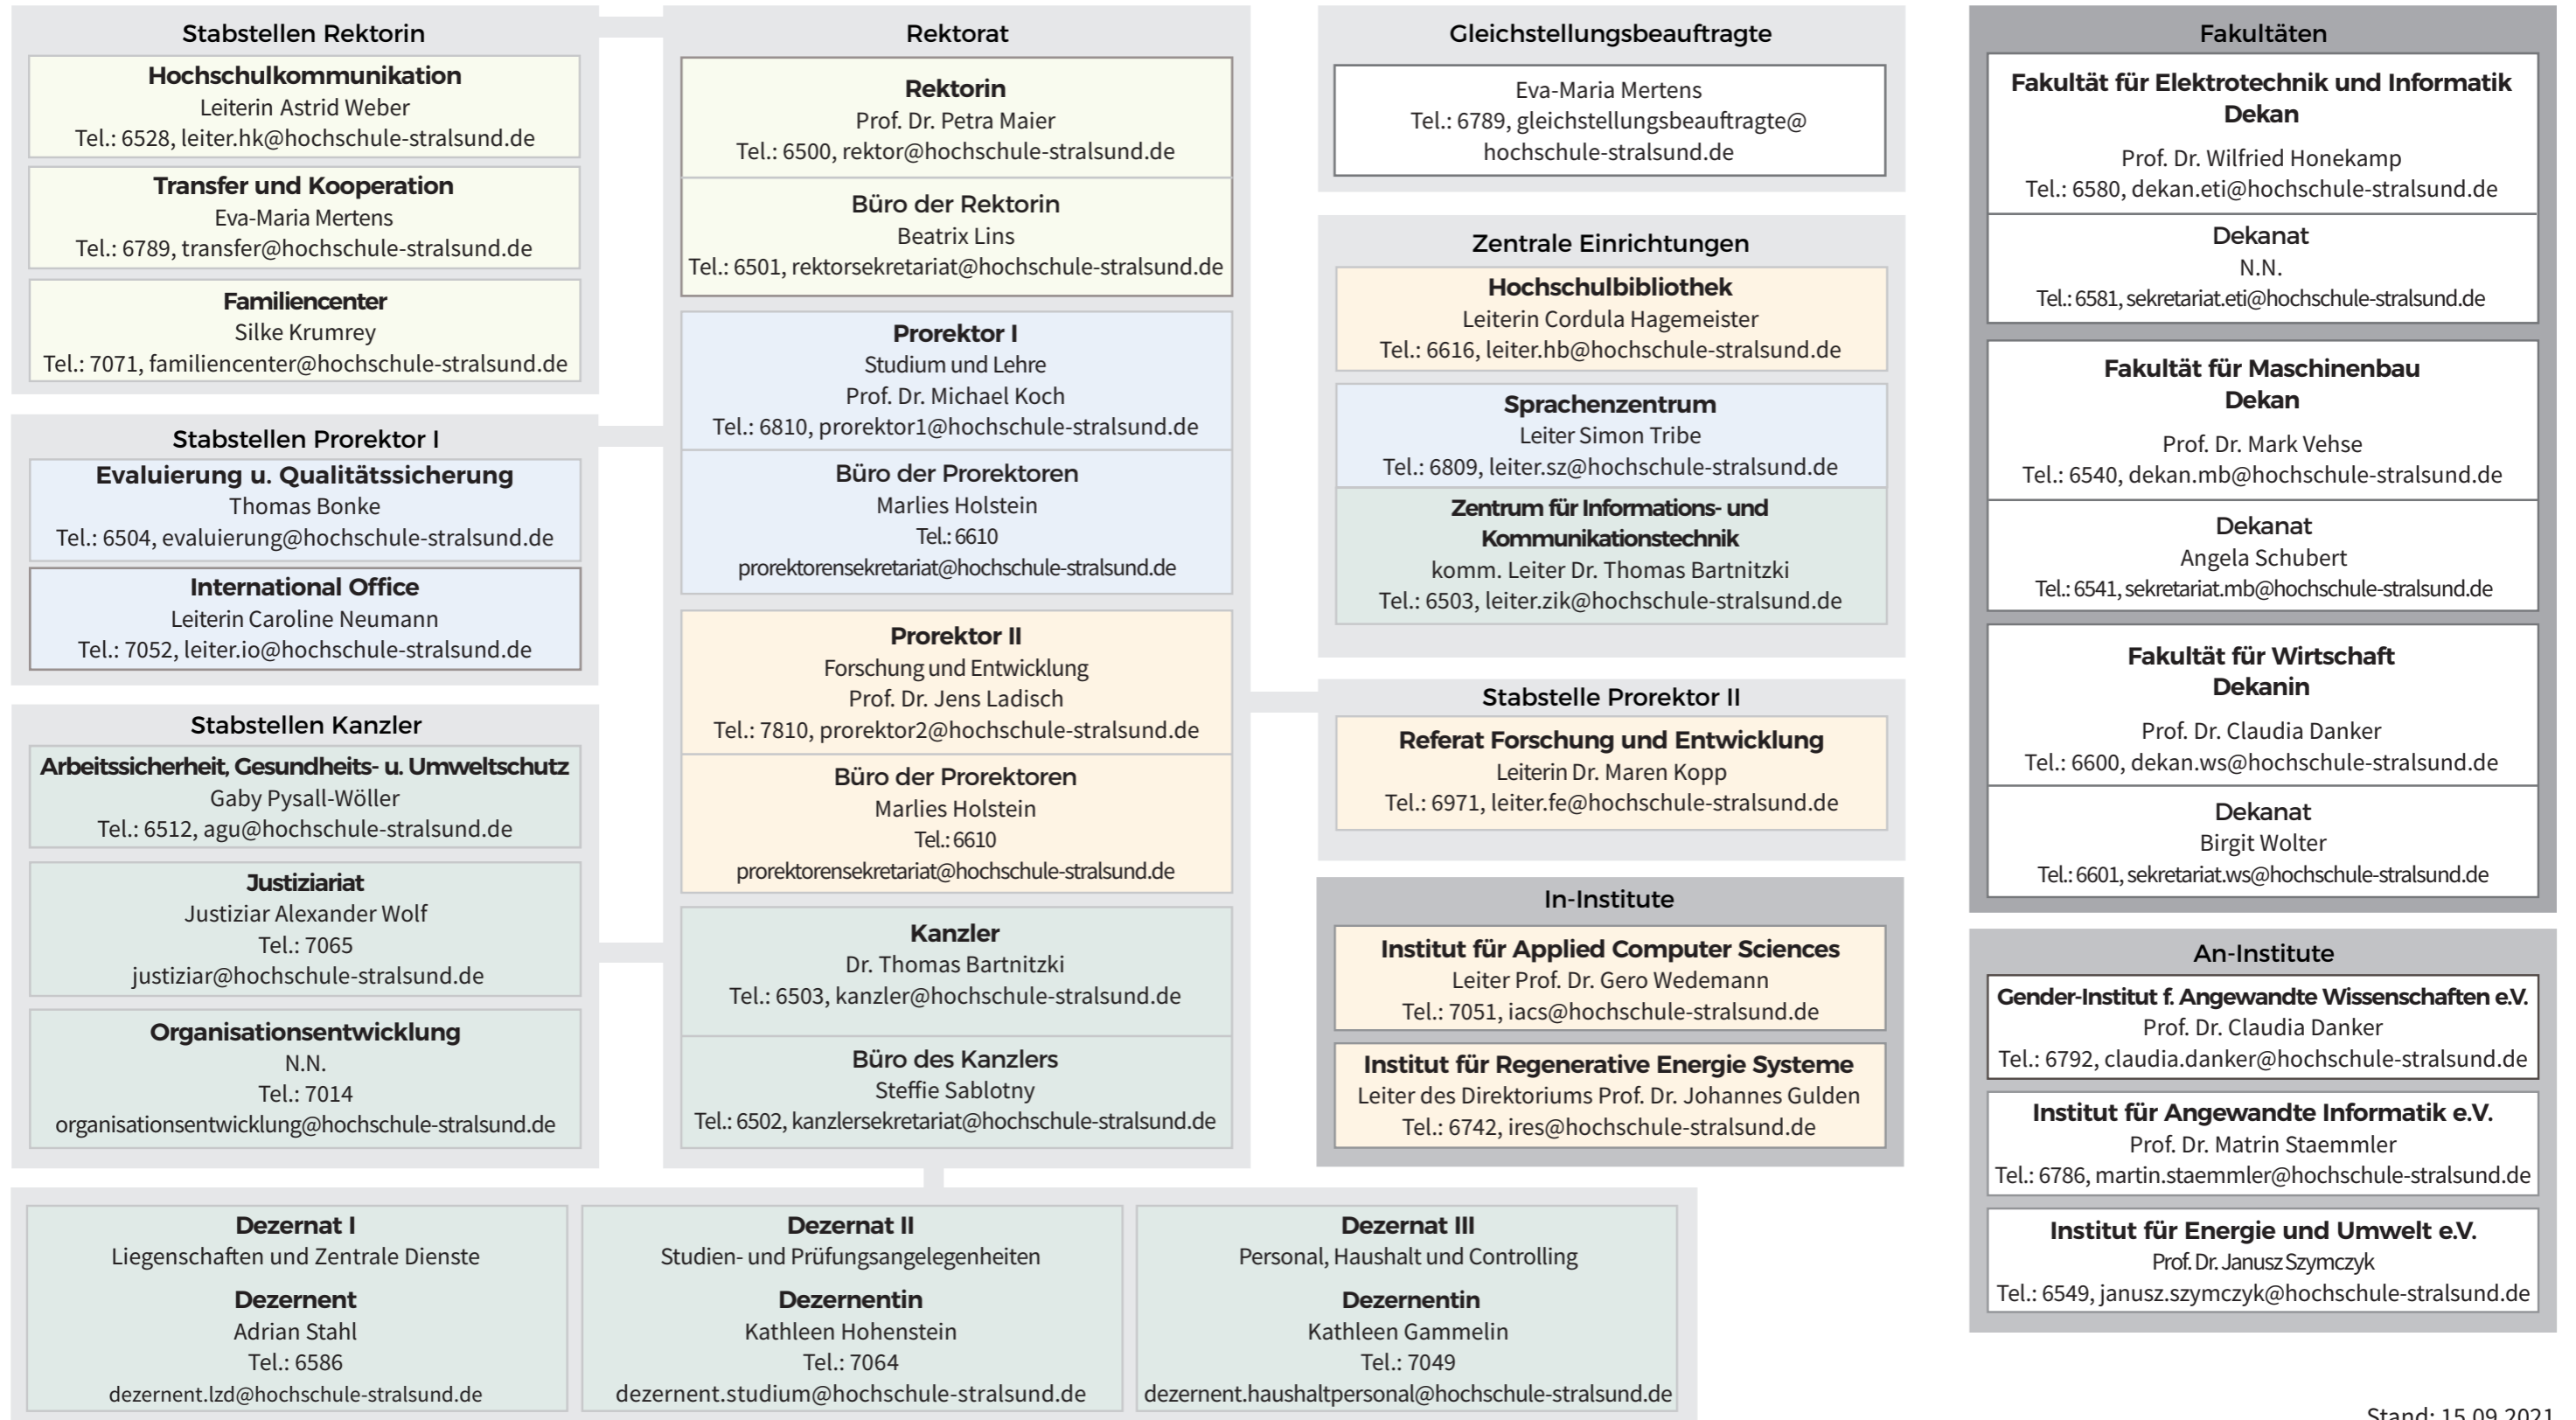 Stabstellen Rektorin
Hochschulkommunikation
Leiterin Astrid Weber
Tel.: 6528, leiter.hk@hochschule-stralsund.de
Transfer und Kooperation
Eva-Maria Mertens
Tel.: 6789, transfer@hochschule-stralsund.de
Familiencenter
Silke Krumrey
Tel.: 7071, familiencenter@hochschule-stralsund.de
Stabstellen Prorektor I
Evaluierung u. Qualitätssicherung
Thomas Bonke
Tel.: 6504, evaluierung@hochschule-stralsund.de
International Office
Leiterin Caroline Neumann
Tel.: 7052, leiter.io@hochschule-stralsund.de
Stabstellen Kanzler
Arbeitssicherheit, Gesundheits- u. Umweltschutz
Gaby Pysall-Wöller
Tel.: 6512, agu@hochschule-stralsund.de
Justiziariat
Justiziar Alexander Wolf
Tel.: 7065
justiziar@hochschule-stralsund.de
Organisationsentwicklung
N.N.
Tel.: 7014
organisationsentwicklung@hochschule-stralsund.de
Rektorat
Rektorin
Prof. Dr. Petra Maier
Tel.: 6500, rektor@hochschule-stralsund.de
Büro der Rektorin
Beatrix Lins
Tel.: 6501, rektorsekretariat@hochschule-stralsund.de
Prorektor I
Studium und Lehre
Prof. Dr. Michael Koch
Tel.: 6810, prorektor1@hochschule-stralsund.de
Büro der Prorektoren
Marlies Holstein
Tel.: 6610
prorektorensekretariat@hochschule-stralsund.de
Prorektor II
Forschung und Entwicklung
Prof. Dr. Jens Ladisch
Tel.: 7810, prorektor2@hochschule-stralsund.de
Büro der Prorektoren
Marlies Holstein
Tel.: 6610
prorektorensekretariat@hochschule-stralsund.de
Kanzler
Dr. Thomas Bartnitzki
Tel.: 6503, kanzler@hochschule-stralsund.de
Büro des Kanzlers
Steffie Sablotny
Tel.: 6502, kanzlersekretariat@hochschule-stralsund.de
Gleichstellungsbeauftragte
Eva-Maria Mertens
Tel.: 6789, gleichstellungsbeauftragte@
hochschule-stralsund.de
Zentrale Einrichtungen
Hochschulbibliothek
Leiterin Cordula Hagemeister
Tel.: 6616, leiter.hb@hochschule-stralsund.de
Sprachenzentrum
Leiter Simon Tribe
Tel.: 6809, leiter.sz@hochschule-stralsund.de
Zentrum für Informations- und
Kommunikationstechnik
komm. Leiter Dr. Thomas Bartnitzki
Tel.: 6503, leiter.zik@hochschule-stralsund.de
Stabstelle Prorektor II
Referat Forschung und Entwicklung
Leiterin Dr. Maren Kopp
Tel.: 6971, leiter.fe@hochschule-stralsund.de
In-Institute
Institut für Applied Computer Sciences
Leiter Prof. Dr. Gero Wedemann
Tel.: 7051, iacs@hochschule-stralsund.de
Institut für Regenerative Energie Systeme
Leiter des Direktoriums Prof. Dr. Johannes Gulden
Tel.: 6742, ires@hochschule-stralsund.de
Fakultäten
Fakultät für Elektrotechnik und Informatik
Dekan
Prof. Dr. Wilfried Honekamp
Tel.: 6580, dekan.eti@hochschule-stralsund.de
Dekanat
N.N.
Tel.: 6581, sekretariat.eti@hochschule-stralsund.de
Fakultät für Maschinenbau
Dekan
Prof. Dr. Mark Vehse
Tel.: 6540, dekan.mb@hochschule-stralsund.de
Dekanat
Angela Schubert
Tel.: 6541, sekretariat.mb@hochschule-stralsund.de
Fakultät für Wirtschaft
Dekanin
Prof. Dr. Claudia Danker
Tel.: 6600, dekan.ws@hochschule-stralsund.de
Dekanat
Birgit Wolter
Tel.: 6601, sekretariat.ws@hochschule-stralsund.de
An-Institute
Gender-Institut f. Angewandte Wissenschaften e.V.
Prof. Dr. Claudia Danker
Tel.: 6792, claudia.danker@hochschule-stralsund.de
Institut für Angewandte Informatik e.V.
Prof. Dr. Matrin Staemmler
Tel.: 6786, martin.staemmler@hochschule-stralsund.de
Institut für Energie und Umwelt e.V.
Prof. Dr. Janusz Szymczyk
Tel.: 6549, janusz.szymczyk@hochschule-stralsund.de
Dezernat I
Liegenschaften und Zentrale Dienste
Dezernent
Adrian Stahl
Tel.: 6586
dezernent.lzd@hochschule-stralsund.de
Dezernat II
Studien- und Prüfungsangelegenheiten
Dezernentin
Kathleen Hohenstein
Tel.: 7064
dezernent.studium@hochschule-stralsund.de
Dezernat III
Personal, Haushalt und Controlling
Dezernentin
Kathleen Gammelin
Tel.: 7049
dezernent.haushaltpersonal@hochschule-stralsund.de
Stand: 15.09.2021